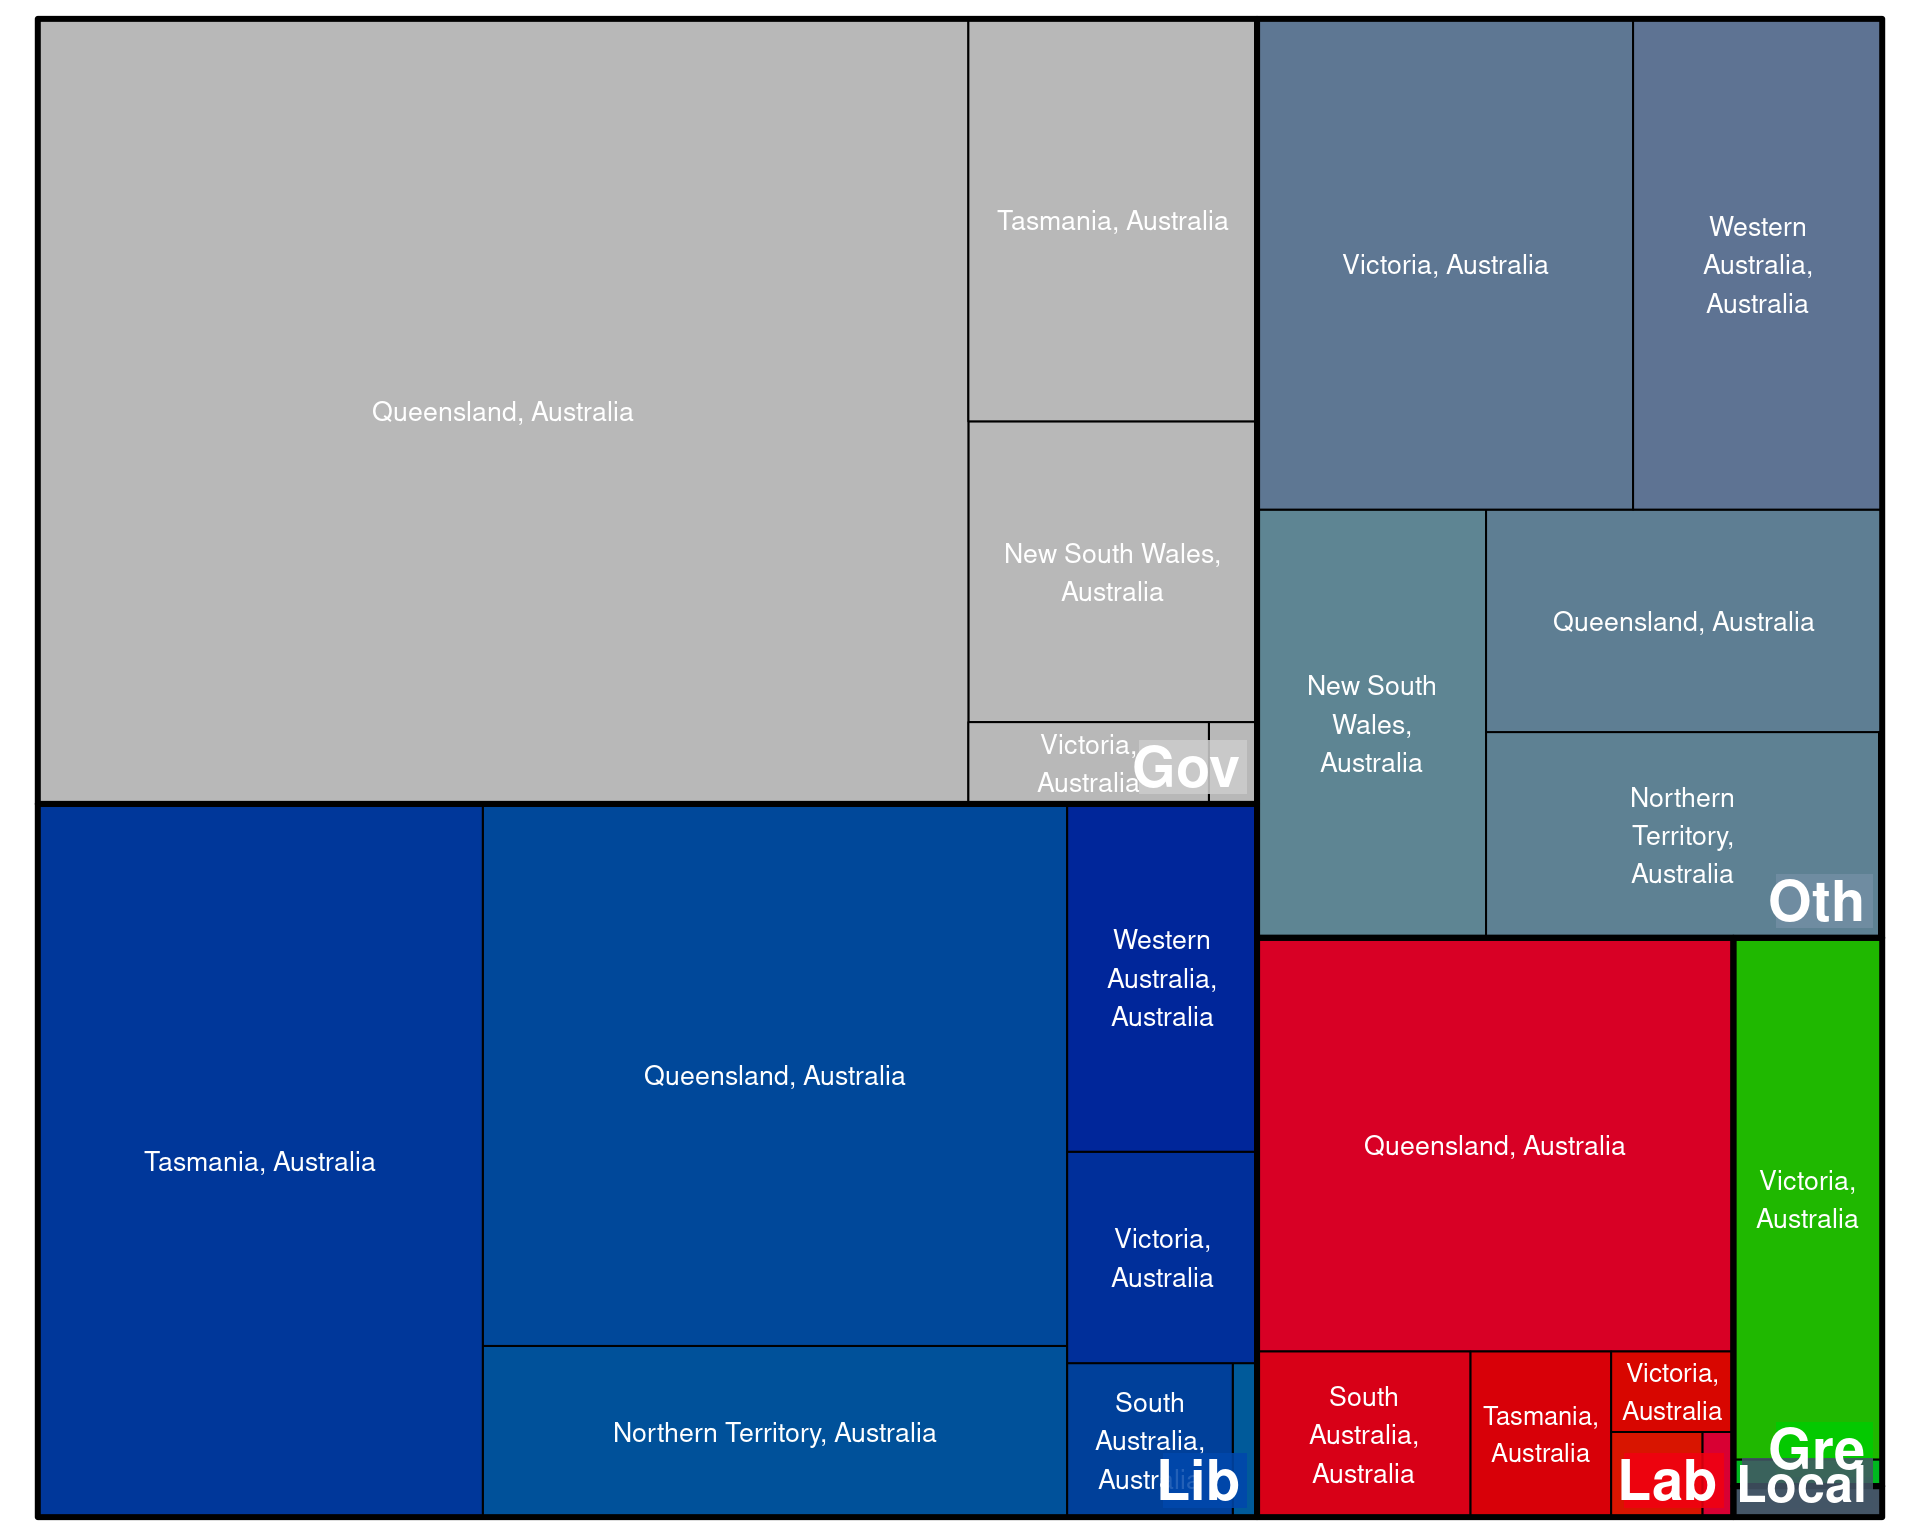 Queensland, Australia
Tasmania, Australia
New South Wales,
Australia
Victoria,
Australia
Gov
Victoria, Australia
Western
Australia,
Australia
New South
Wales,
Australia
Queensland, Australia
Northern
Territory,
Australia
Oth
Tasmania, Australia
Queensland, Australia
Northern Territory, Australia
Western
Australia,
Australia
Victoria,
Australia
South
Australia,
Australia
Lib
Queensland, Australia
South
Australia,
Australia
Tasmania,
Australia
Victoria,
Australia
Lab
Victoria,
Australia
Gre
Local